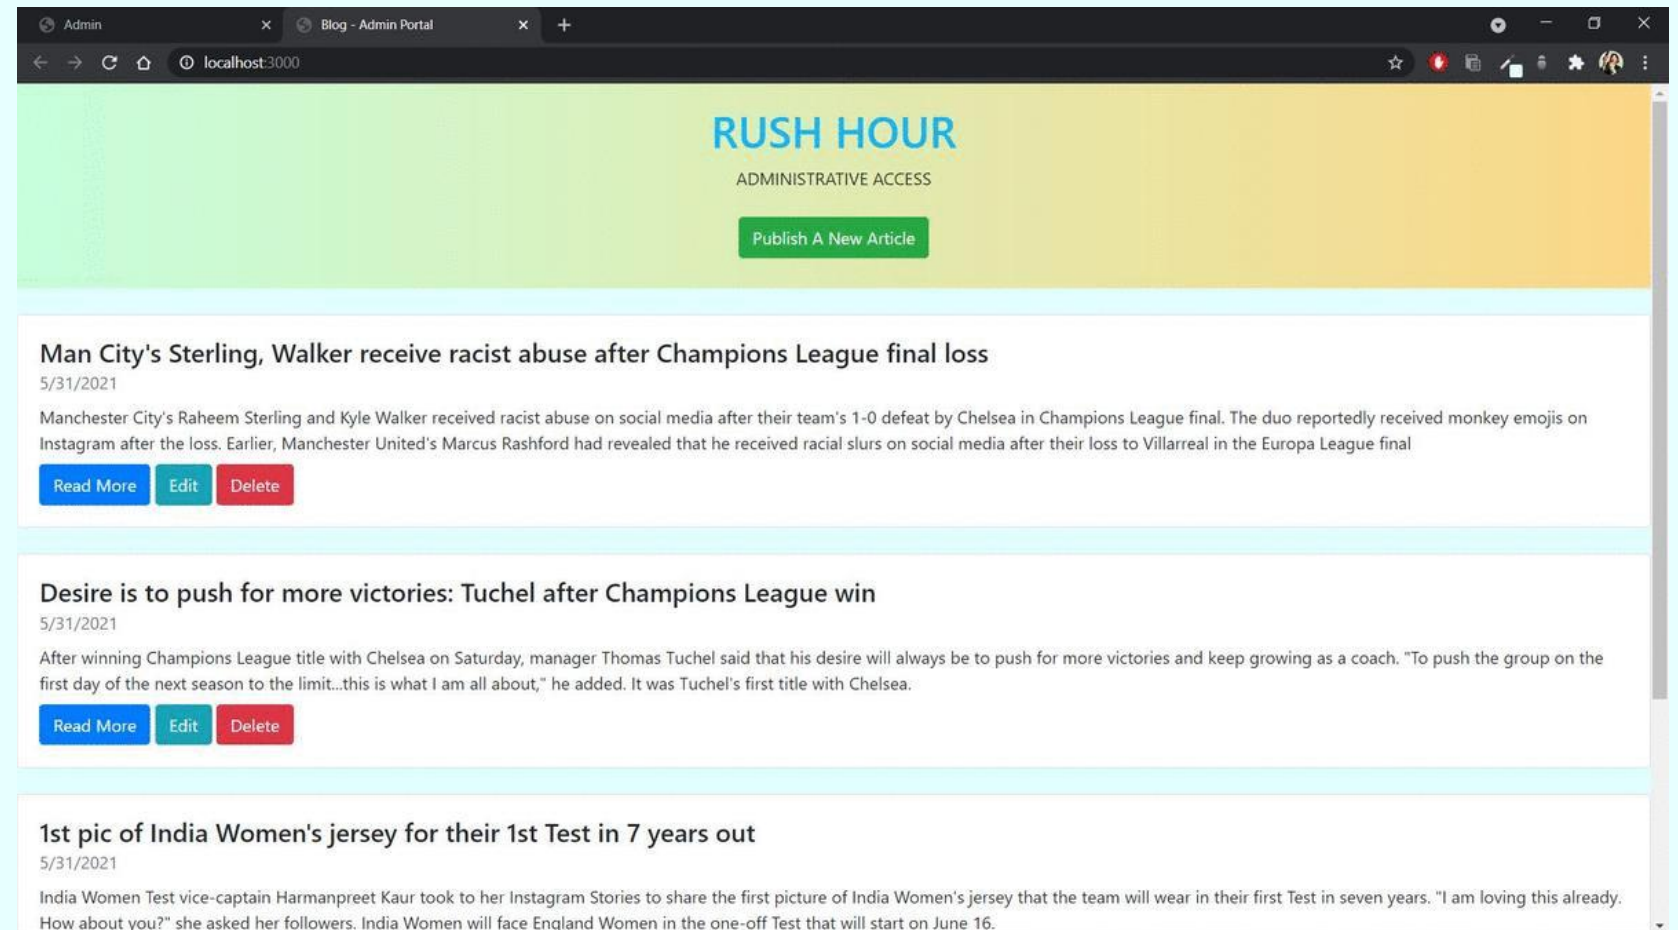 Admin
Blog - Admin Portal
localhost:3000
RUSH HOUR
ADMINISTRATIVE ACCESS
Publish A New Article
Man City's Sterling, Walker receive racist abuse after Champions League final loss
5/31/2021
Manchester City's Raheem Sterling and Kyle Walker received racist abuse on social media after their team's 1-0 defeat by Chelsea in Champions League final. The duo reportedly received monkey emojis on
Instagram after the loss. Earlier, Manchester United's Marcus Rashford had revealed that he received racial slurs on social media after their loss to Villarreal in the Europa League final
Read More Edit Delete
Desire is to push for more victories: Tuchel after Champions League win
5/31/2021
After winning Champions League title with Chelsea on Saturday, manager Thomas Tuchel said that his desire will always be to push for more victories and keep growing as a coach. "To push the group on the
first day of the next season to the limit...this is what I am all about," he added. It was Tuchel's first title with Chelsea.
Read More Edit Delete
1st pic of India Women's jersey for their 1st Test in 7 years out
5/31/2021
India Women Test vice-captain Harmanpreet Kaur took to her Instagram Stories to share the first picture of India Women's jersey that the team will wear in their first Test in seven years. "I am loving this already.
How about you?" she asked her followers. India Women will face England Women in the one-off Test that will start on June 16.